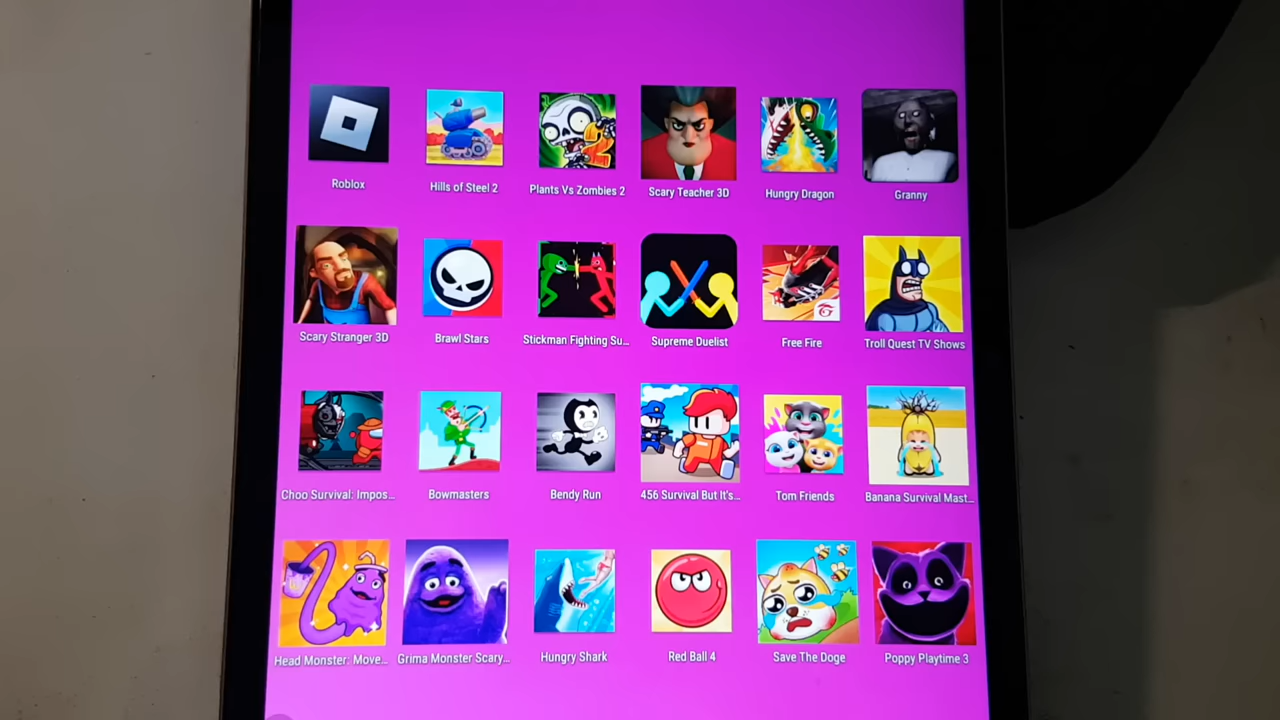 Roblox
Hills of Steel 2
Plants Vs Zombies 2
Scary Teacher 3D
Hungry Dragon
Granny
Scary Stranger 3D
Brawl Stars
Stickman Fighting Su...
Supreme Duelist
Free Fire
Troll Quest TV Shows
Choo Survival: Impos...
Bowmasters
Bendy Run
456 Survival But It's...
Tom Friends
Banana Survival Mast...
Head Monster: Move...
Grima Monster Scary...
Hungry Shark
Red Ball 4
Save The Doge
Poppy Playtime 3